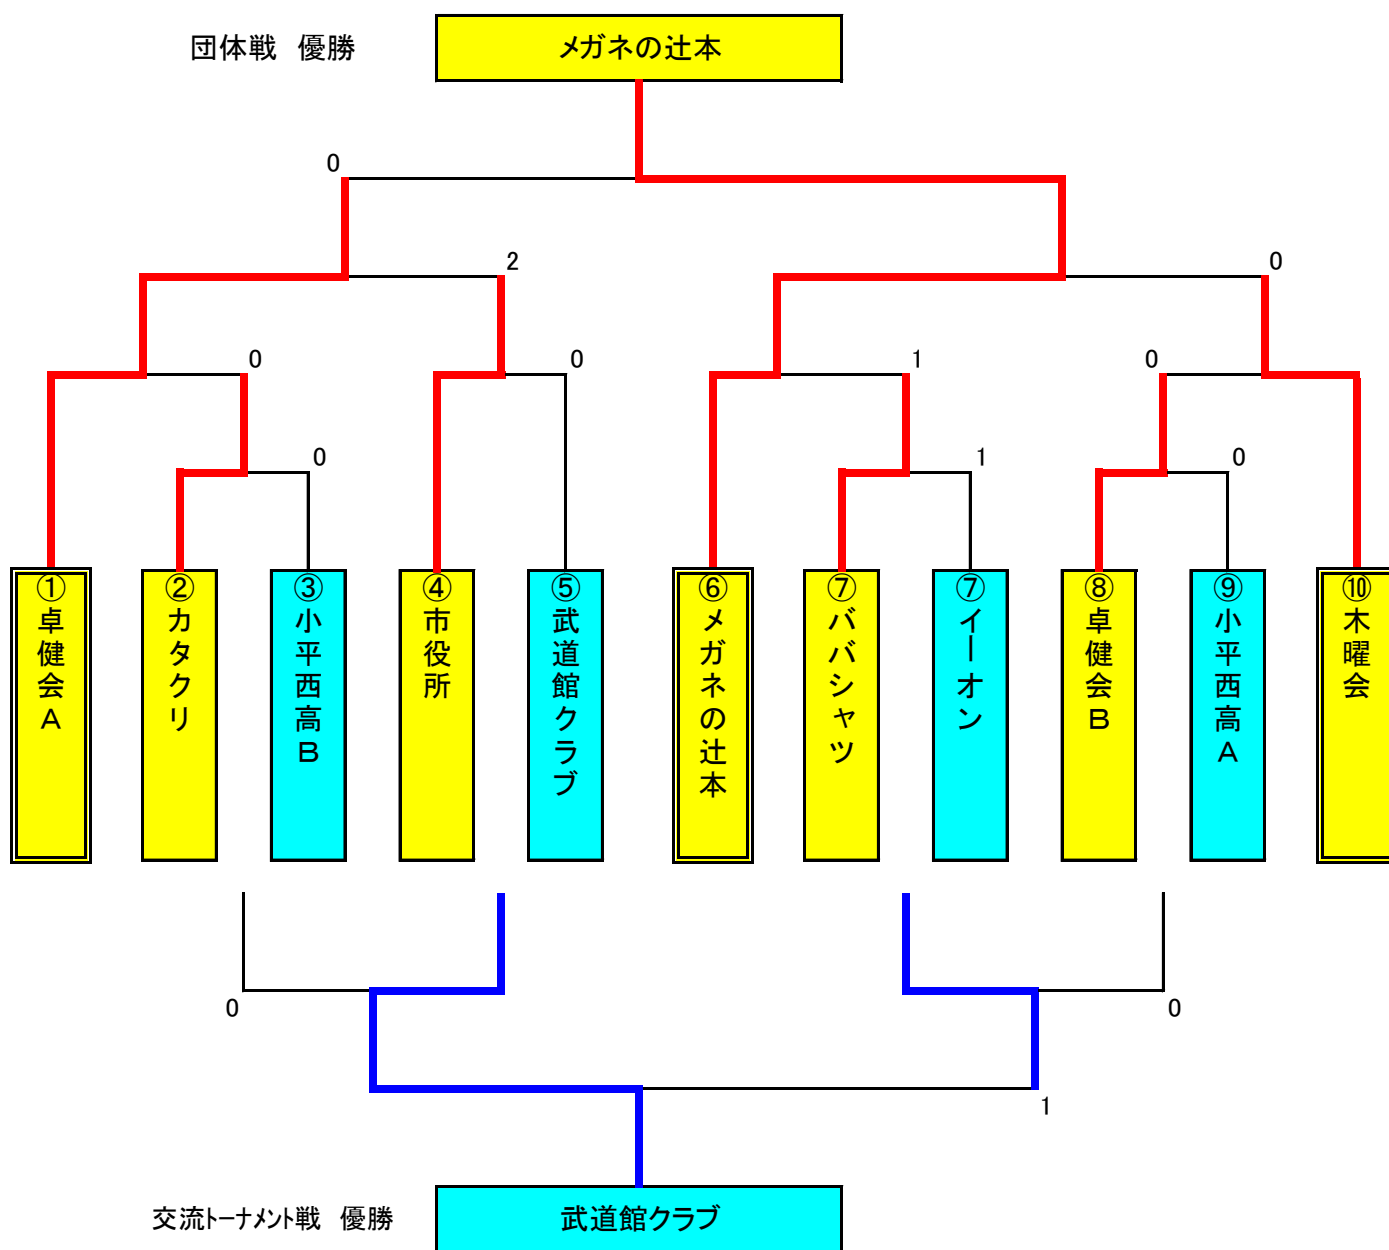 団体戦 優勝
メガネの辻本
0
2
0
0
0
1
0
0
1
0
①卓健会A
②カタクリ
③小平西高B
④市役所
⑤武道館クラブ
⑥メガネの辻本
⑦ババシャツ
⑦イーオン
⑧卓健会B
⑨小平西高A
⑩木曜会
0
0
1
交流トーナメント戦 優勝
武道館クラブ